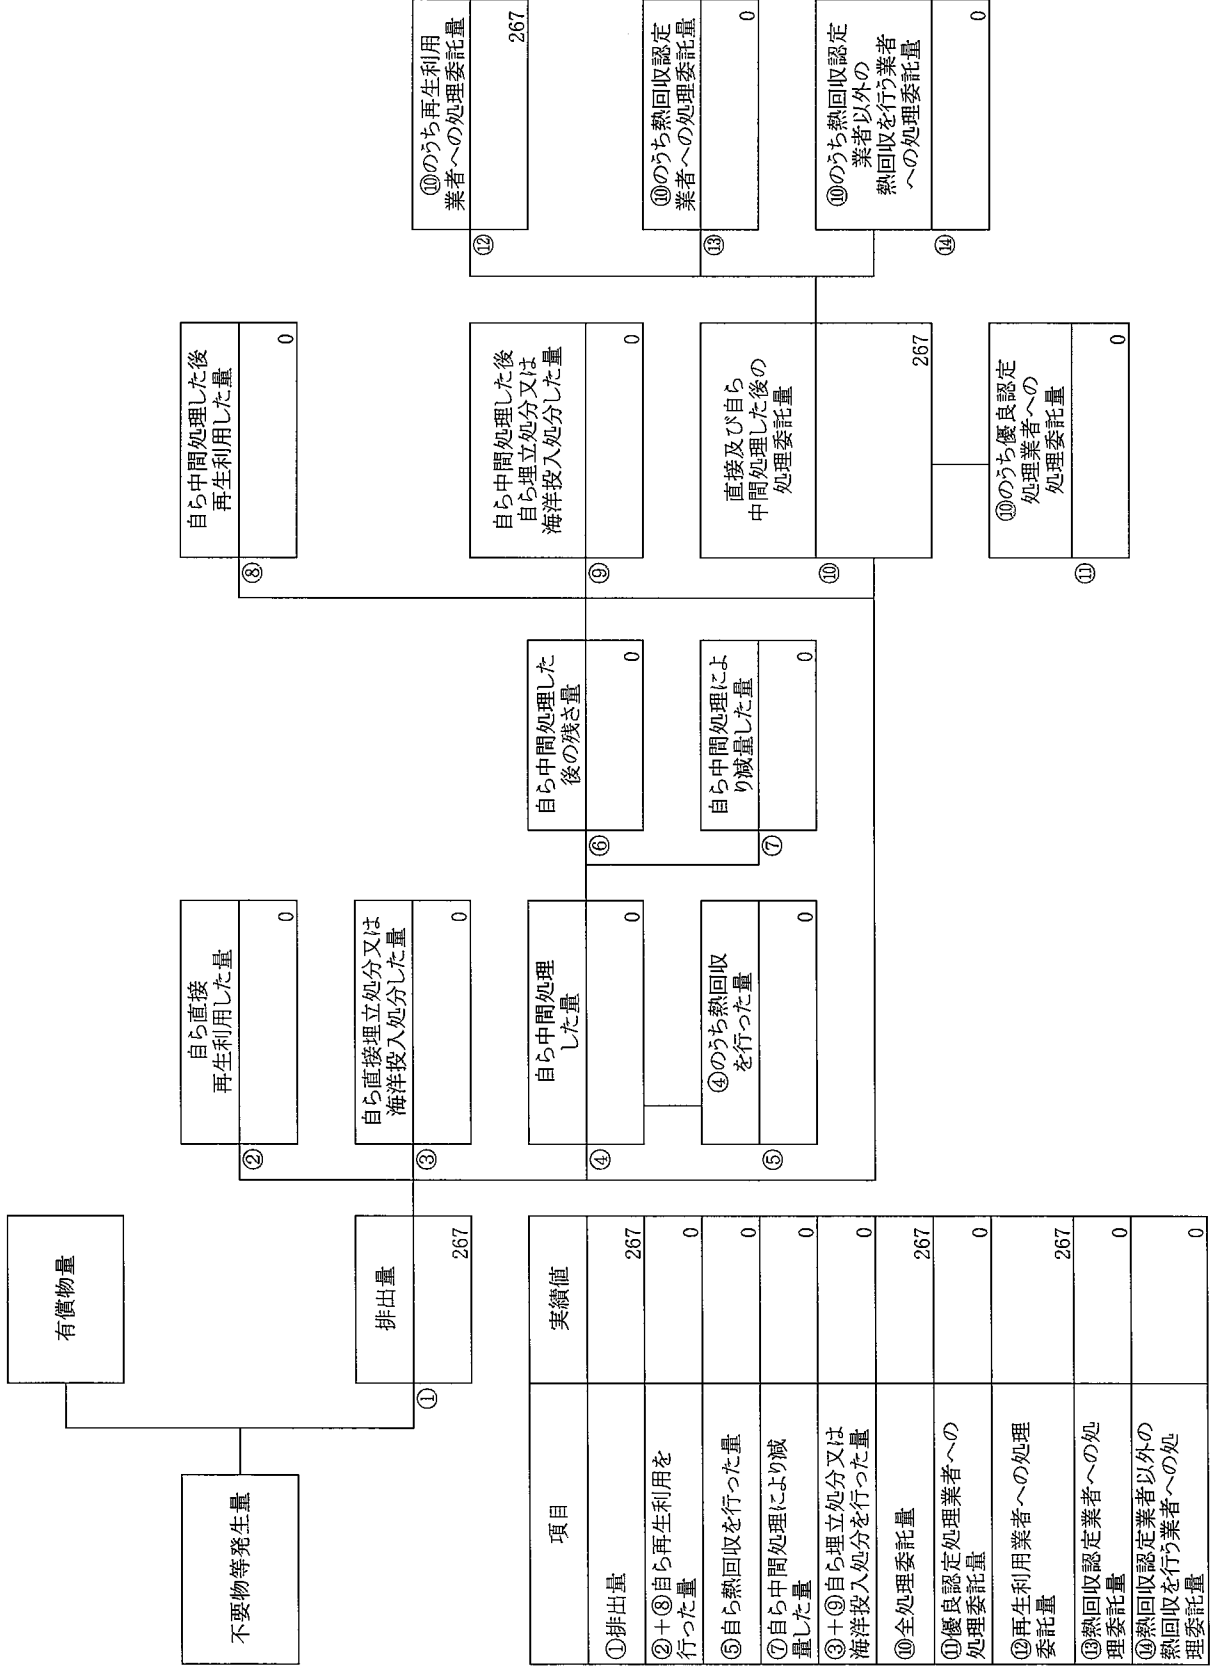 有償物量
不要物等発生量
①
排出量
267
②
自ら直接
再生利用した量
0
③
自ら直接埋立処分又は
海洋投入処分した量
0
④
自ら中間処理
した量
0
⑤
④のうち熱回収
を行った量
0
⑥
自ら中間処理した
後の残さ量
0
⑦
自ら中間処理によ
り減量した量
0
⑧
自ら中間処理した後
再生利用した量
0
⑨
自ら中間処理した後
自ら埋立処分又は
海洋投入処分した量
0
⑩
直接及び自ら
中間処理した後の
処理委託量
267
⑪
⑩のうち優良認定
処理業者への
処理委託量
0
⑫
⑩のうち再生利用
業者への処理委託量
267
⑬
⑩のうち熱回収認定
業者への処理委託量
0
⑭
⑩のうち熱回収認定
業者以外の
熱回収を行う業者
への処理委託量
0
項目 実績値
①排出量 267
②+⑧自ら再生利用を
行った量 0
⑤自ら熱回収を行った量 0
⑦自ら中間処理により減
量した量 0
③+⑨自ら埋立処分又は
海洋投入処分を行った量 0
⑩全処理委託量 267
⑪優良認定処理業者への
処理委託量 0
⑫再生利用業者への処理
委託量 267
⑬熱回収認定業者への処
理委託量 0
⑭熱回収認定業者以外の
熱回収を行う業者への処
理委託量 0